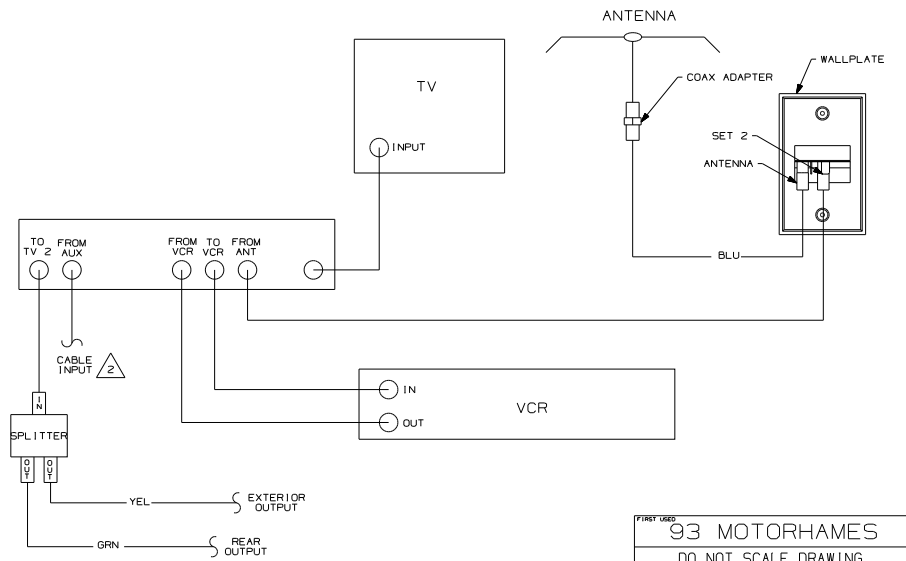 ANTENNA
TV
COAX ADAPTER
WALLPLATE
INPUT
SET 2
ANTENNA
TO
TV 2
FROM
AUX
FROM
VCR
TO
VCR
FROM
ANT
BLU
CABLE
INPUT
2
IN
VCR
OUT
IN
SPLITTER
OUT
OUT
YEL
EXTERIOR
OUTPUT
GRN
REAR
OUTPUT
FIRST USED
93 MOTORHAMES
DO NOT SCALE DRAWING